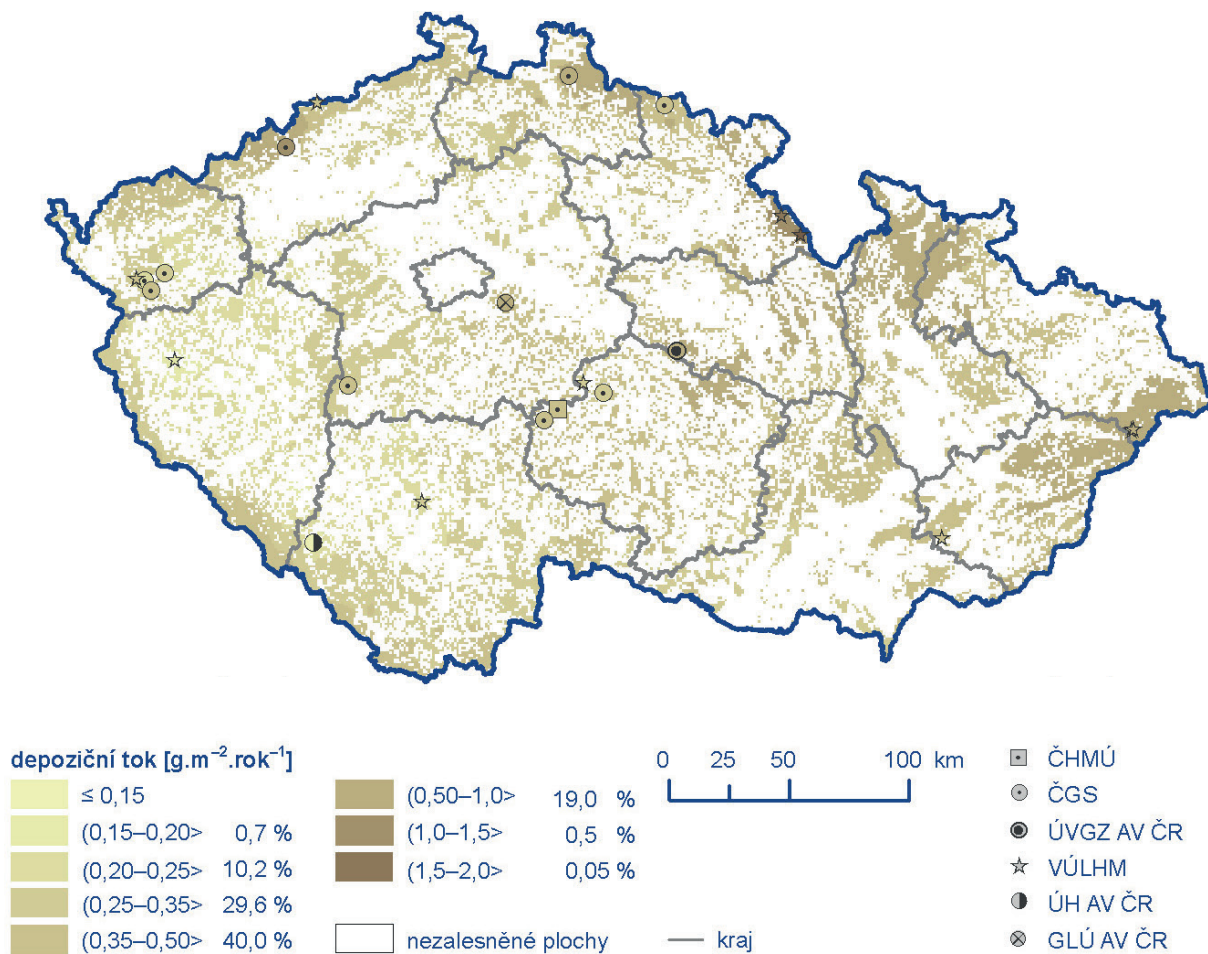 depoziční tok [g.m⁻².rok⁻¹]
≤ 0,15
(0,15–0,20> 0,7 %
(0,20–0,25> 10,2 %
(0,25–0,35> 29,6 %
(0,35–0,50> 40,0 %
(0,50–1,0> 19,0 %
(1,0–1,5> 0,5 %
(1,5–2,0> 0,05 %
nezalesněné plochy
0 25 50 100 km
kraj
ČHMÚ
ČGS
ÚVGZ AV ČR
VÚLHM
ÚH AV ČR
GLÚ AV ČR